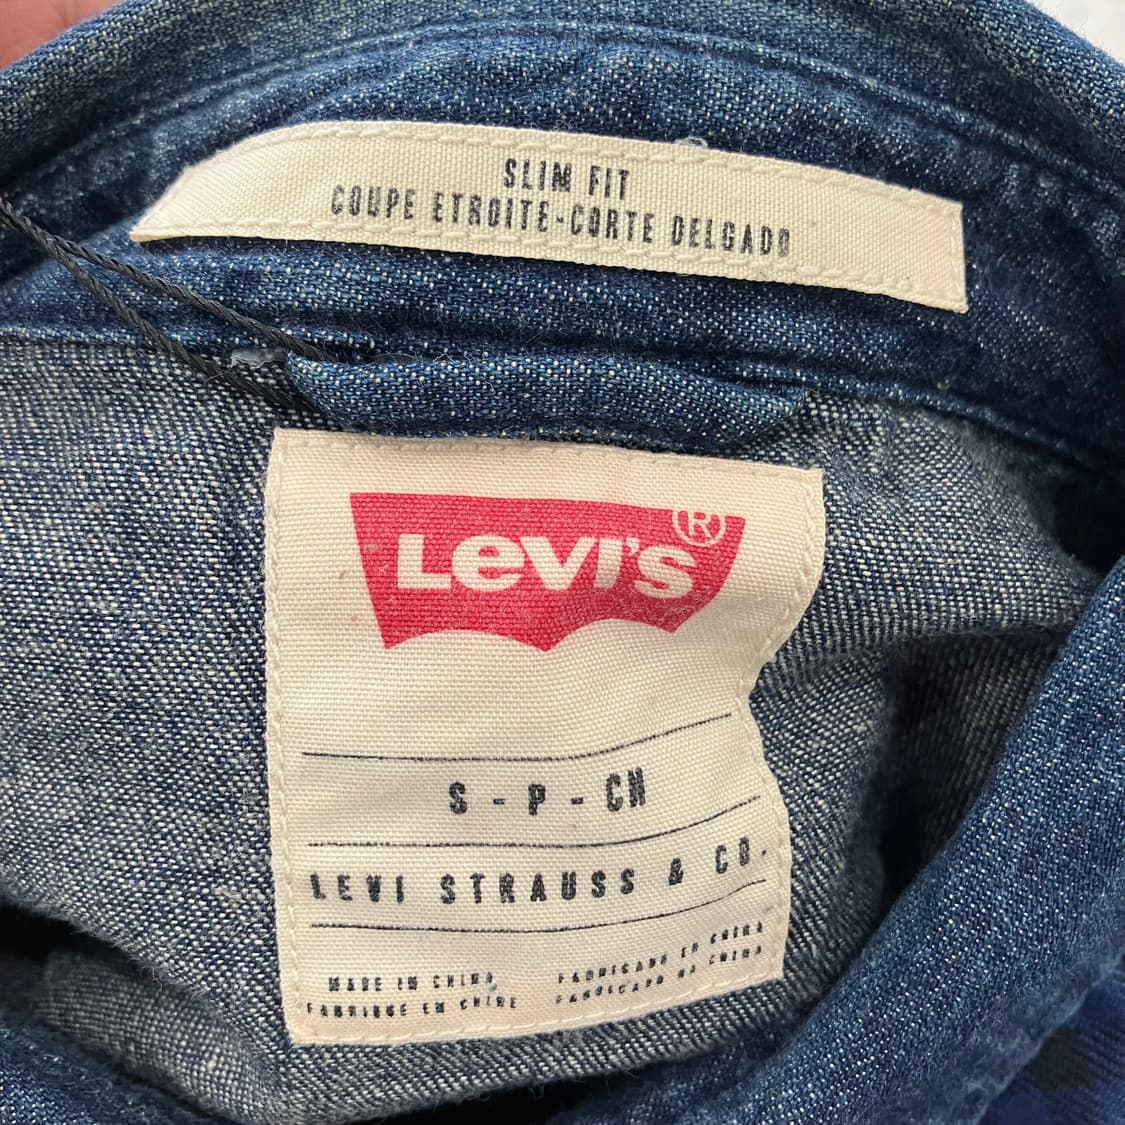 SLIM FIT
COUPE ETROITE-CORTE DELGADO
LEVI'S®
S - P - CN
LEVI STRAUSS & CO.
MADE IN CHINA
FABRIQUE EN CHINE
FABRICADO EN CHINA
FABRICADO NA CHINA